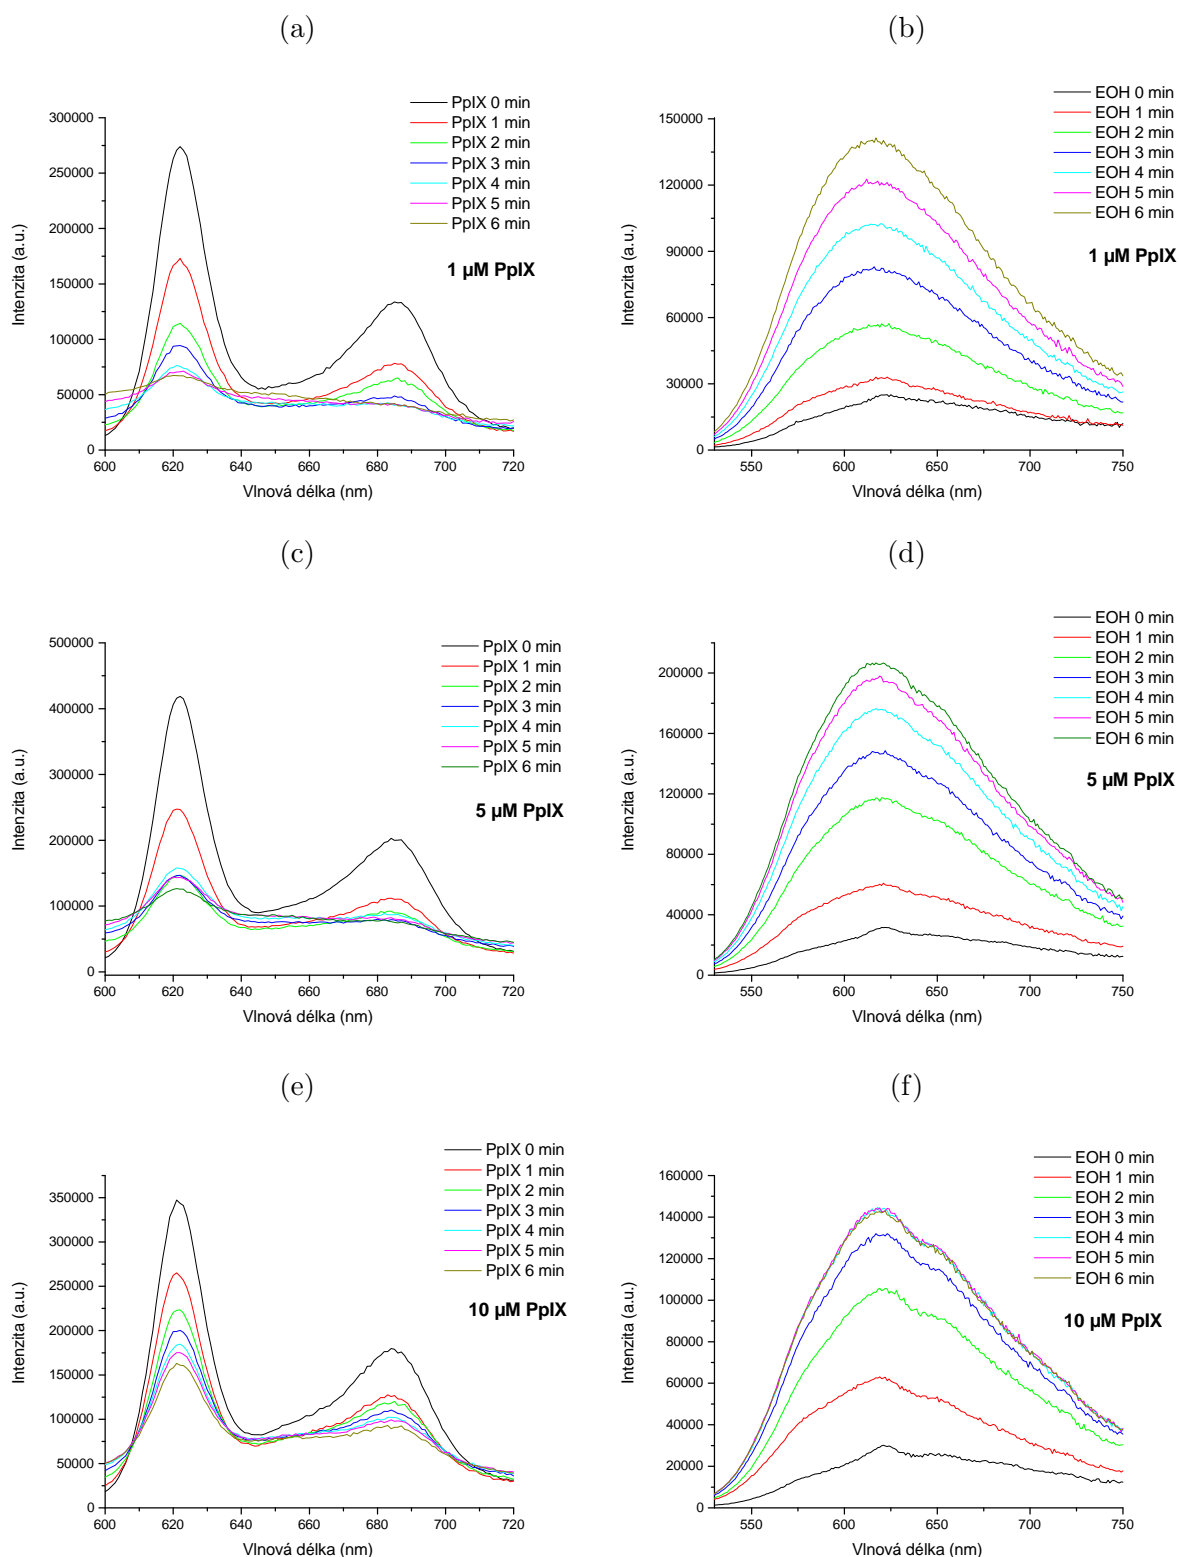 (a)
PpIX 0 min
PpIX 1 min
PpIX 2 min
PpIX 3 min
PpIX 4 min
PpIX 5 min
PpIX 6 min
1 µM PpIX
Intenzita (a.u.)
300000
250000
200000
150000
100000
50000
0
600 620 640 660 680 700 720
Vlnová délka (nm)
(b)
EOH 0 min
EOH 1 min
EOH 2 min
EOH 3 min
EOH 4 min
EOH 5 min
EOH 6 min
1 µM PpIX
Intenzita (a.u.)
150000
120000
90000
60000
30000
0
550 600 650 700 750
Vlnová délka (nm)
(c)
PpIX 0 min
PpIX 1 min
PpIX 2 min
PpIX 3 min
PpIX 4 min
PpIX 5 min
PpIX 6 min
5 µM PpIX
Intenzita (a.u.)
500000
400000
300000
200000
100000
0
600 620 640 660 680 700 720
Vlnová délka (nm)
(d)
EOH 0 min
EOH 1 min
EOH 2 min
EOH 3 min
EOH 4 min
EOH 5 min
EOH 6 min
5 µM PpIX
Intenzita (a.u.)
200000
160000
120000
80000
40000
0
550 600 650 700 750
Vlnová délka (nm)
(e)
PpIX 0 min
PpIX 1 min
PpIX 2 min
PpIX 3 min
PpIX 4 min
PpIX 5 min
PpIX 6 min
10 µM PpIX
Intenzita (a.u.)
350000
300000
250000
200000
150000
100000
50000
0
600 620 640 660 680 700 720
Vlnová délka (nm)
(f)
EOH 0 min
EOH 1 min
EOH 2 min
EOH 3 min
EOH 4 min
EOH 5 min
EOH 6 min
10 µM PpIX
Intenzita (a.u.)
160000
140000
120000
100000
80000
60000
40000
20000
0
550 600 650 700 750
Vlnová délka (nm)